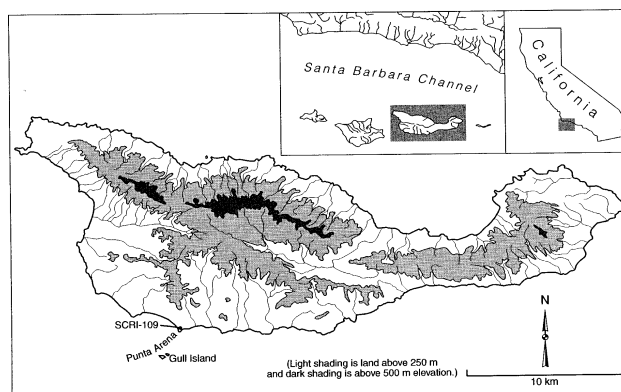 Santa Barbara Channel
California
SCRI-109
Punta Arena
Gull Island
(Light shading is land above 250 m
and dark shading is above 500 m elevation.)
N
10 km